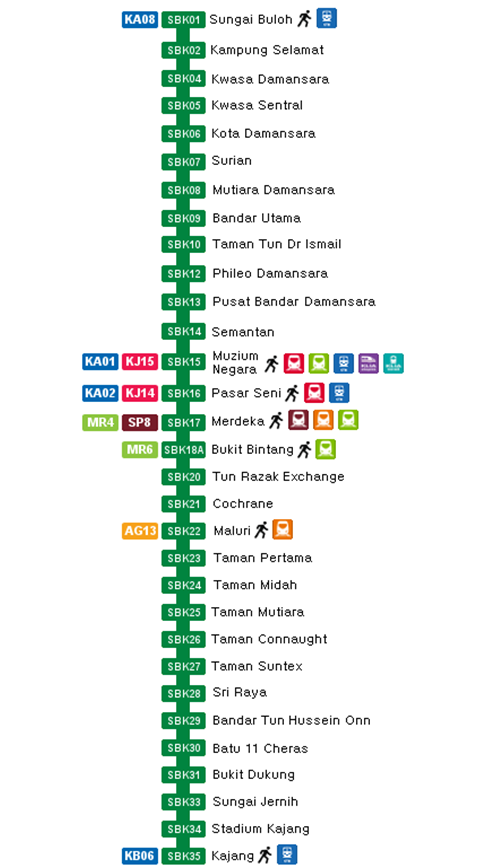 KA08 SBK01 Sungai Buloh
SBK02 Kampung Selamat
SBK04 Kwasa Damansara
SBK05 Kwasa Sentral
SBK06 Kota Damansara
SBK07 Surian
SBK08 Mutiara Damansara
SBK09 Bandar Utama
SBK10 Taman Tun Dr Ismail
SBK12 Phileo Damansara
SBK13 Pusat Bandar Damansara
SBK14 Semantan
KA01 KJ15 SBK15 Muzium
Negara
KA02 KJ14 SBK16 Pasar Seni
MR4 SP8 SBK17 Merdeka
MR6 SBK18A Bukit Bintang
SBK20 Tun Razak Exchange
SBK21 Cochrane
AG13 SBK22 Maluri
SBK23 Taman Pertama
SBK24 Taman Midah
SBK25 Taman Mutiara
SBK26 Taman Connaught
SBK27 Taman Suntex
SBK28 Sri Raya
SBK29 Bandar Tun Hussein Onn
SBK30 Batu 11 Cheras
SBK31 Bukit Dukung
SBK33 Sungai Jernih
SBK34 Stadium Kajang
KB06 SBK35 Kajang